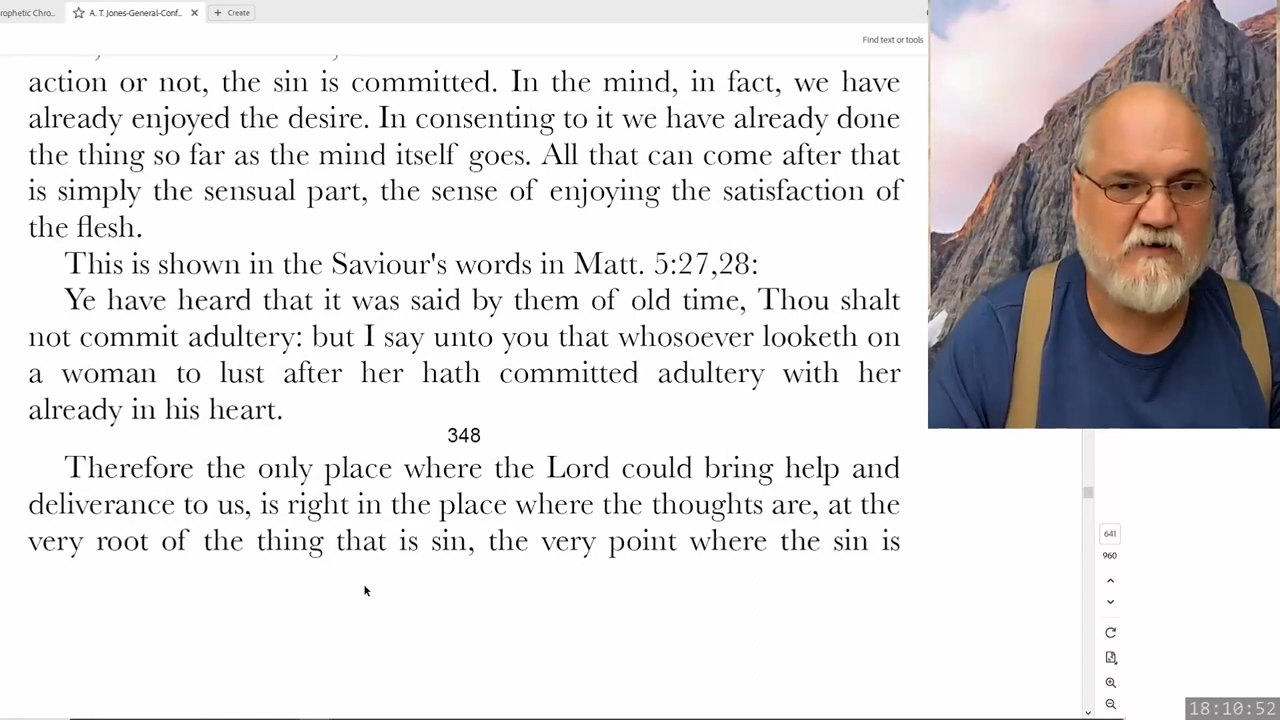 rophetic Chro...
A. T.Jones-General-Conf...
Create
Find text or tools
action or not, the sin is committed. In the mind, in fact, we have
already enjoyed the desire. In consenting to it we have already done
the thing so far as the mind itself goes. All that can come after that
is simply the sensual part, the sense of enjoying the satisfaction of
the flesh.
This is shown in the Saviour's words in Matt. 5:27,28:
Ye have heard that it was said by them of old time, Thou shalt
not commit adultery: but I say unto you that whosoever looketh on
a woman to lust after her hath committed adultery with her
already in his heart.
348
Therefore the only place where the Lord could bring help and
deliverance to us, is right in the place where the thoughts are, at the
very root of the thing that is sin, the very point where the sin is
641
960
18:10:52